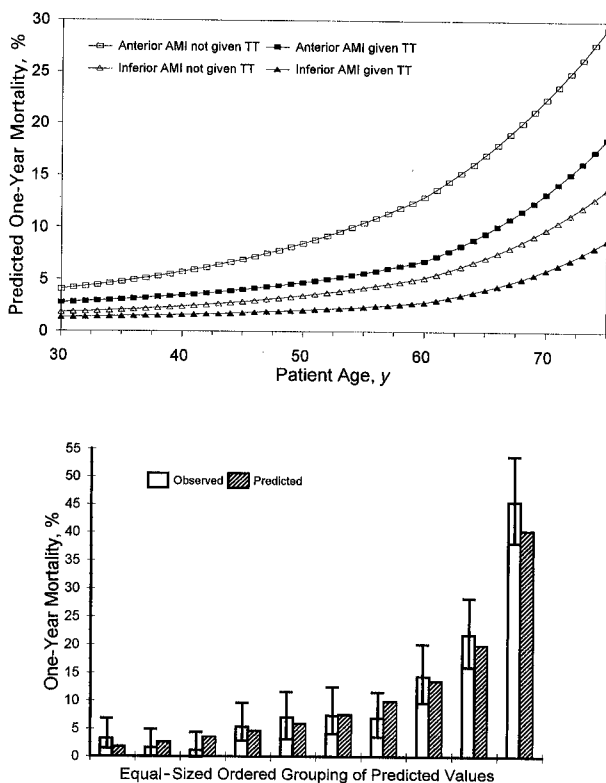 30
25
20
15
10
5
0
Predicted One-Year Mortality, %
Anterior AMI not given TT
Anterior AMI given TT
Inferior AMI not given TT
Inferior AMI given TT
30 40 50 60 70
Patient Age, y
55
50
45
40
35
30
25
20
15
10
5
0
One-Year Mortality, %
Observed Predicted
Equal-Sized Ordered Grouping of Predicted Values